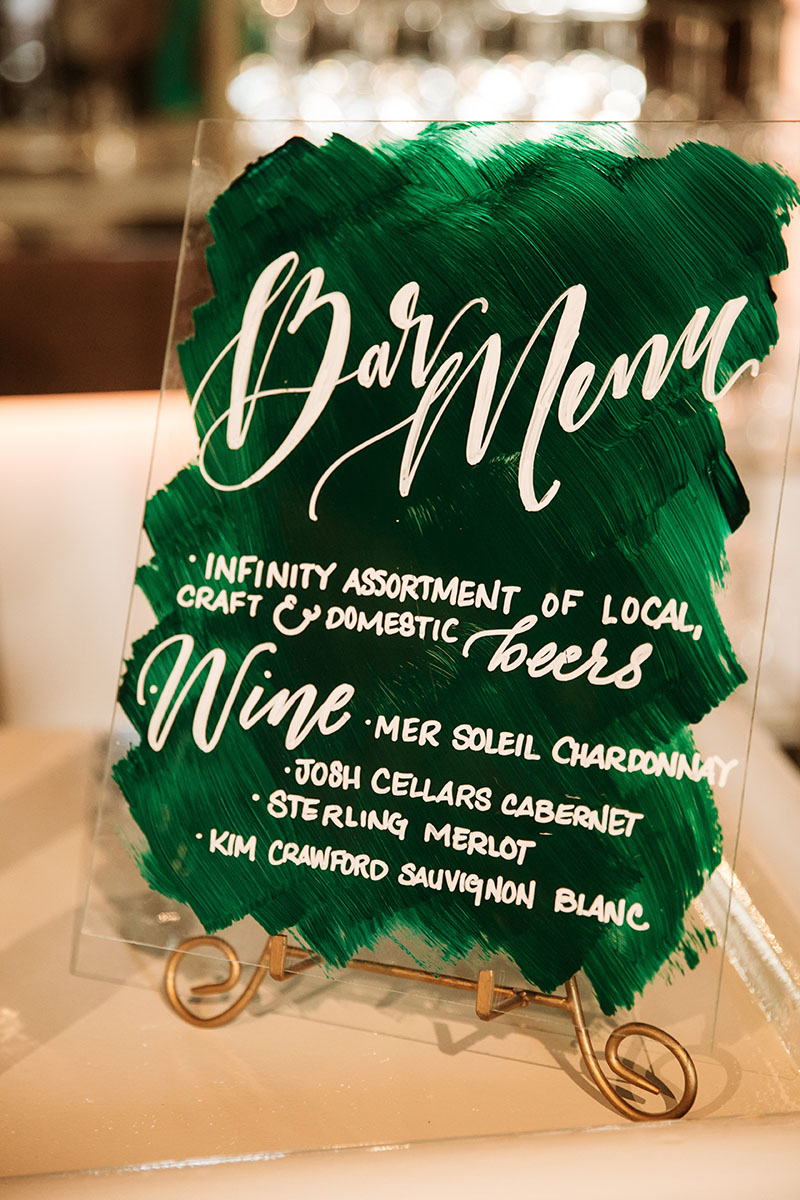 Bar Menu
· INFINITY ASSORTMENT OF LOCAL,
CRAFT & DOMESTIC beers
· Wine · MER SOLEIL CHARDONNAY
· JOSH CELLARS CABERNET
· STERLING MERLOT
· KIM CRAWFORD SAUVIGNON BLANC